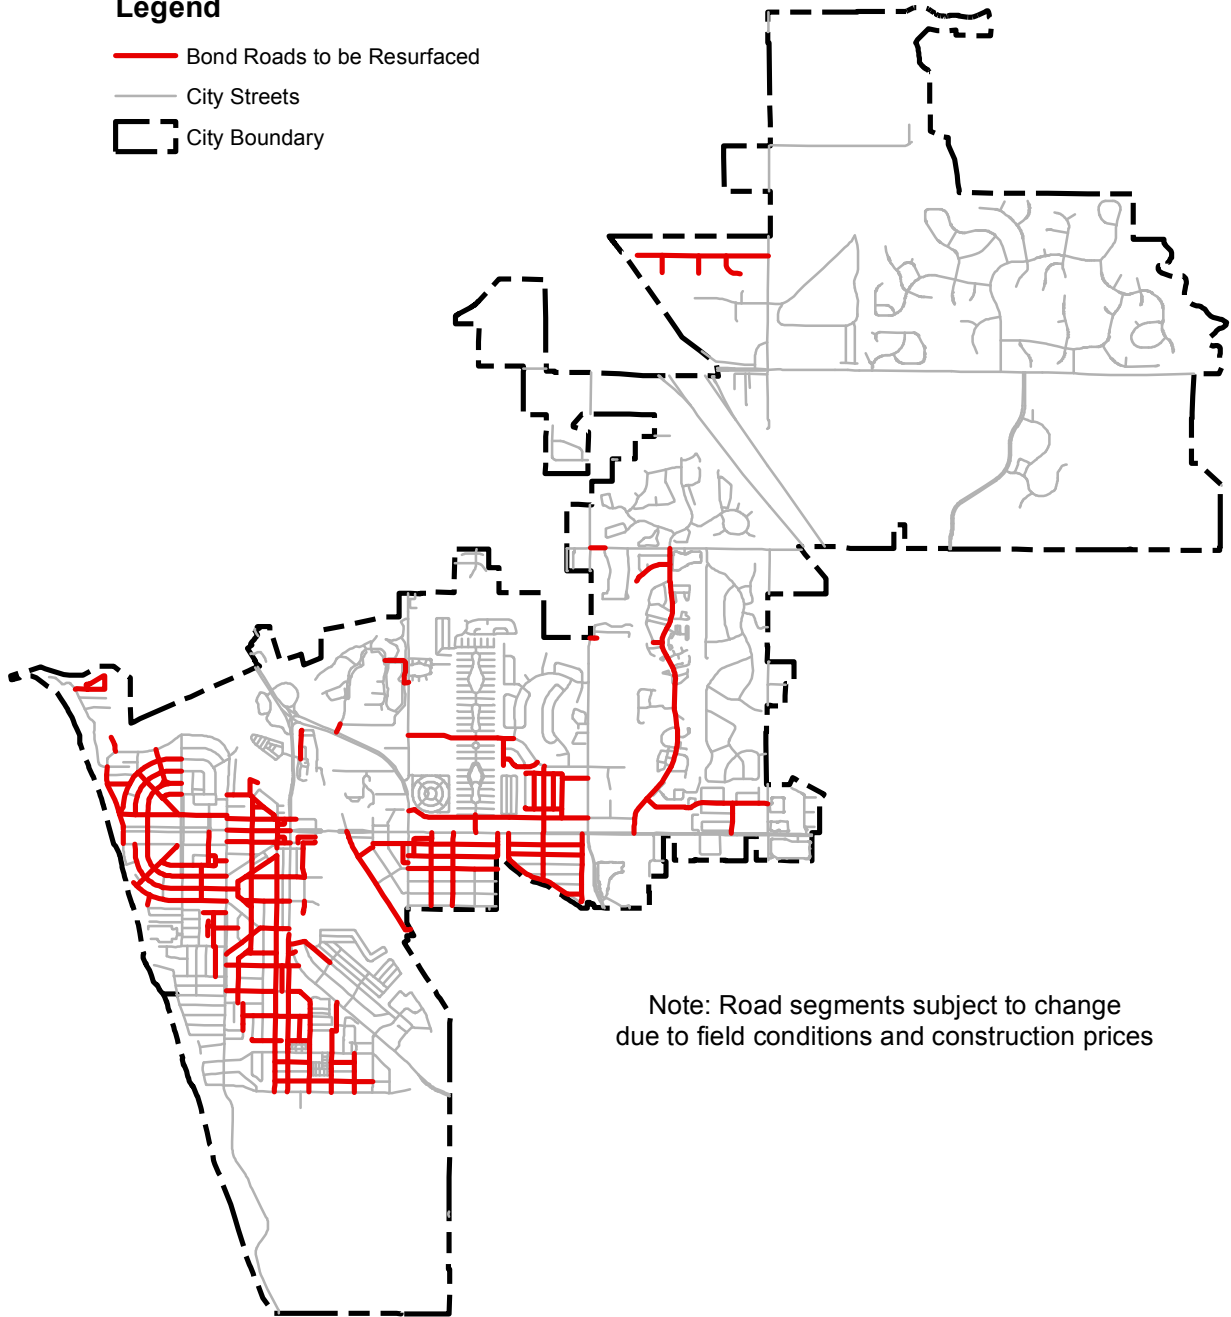 Legend
Bond Roads to be Resurfaced
City Streets
City Boundary
Note: Road segments subject to change
due to field conditions and construction prices